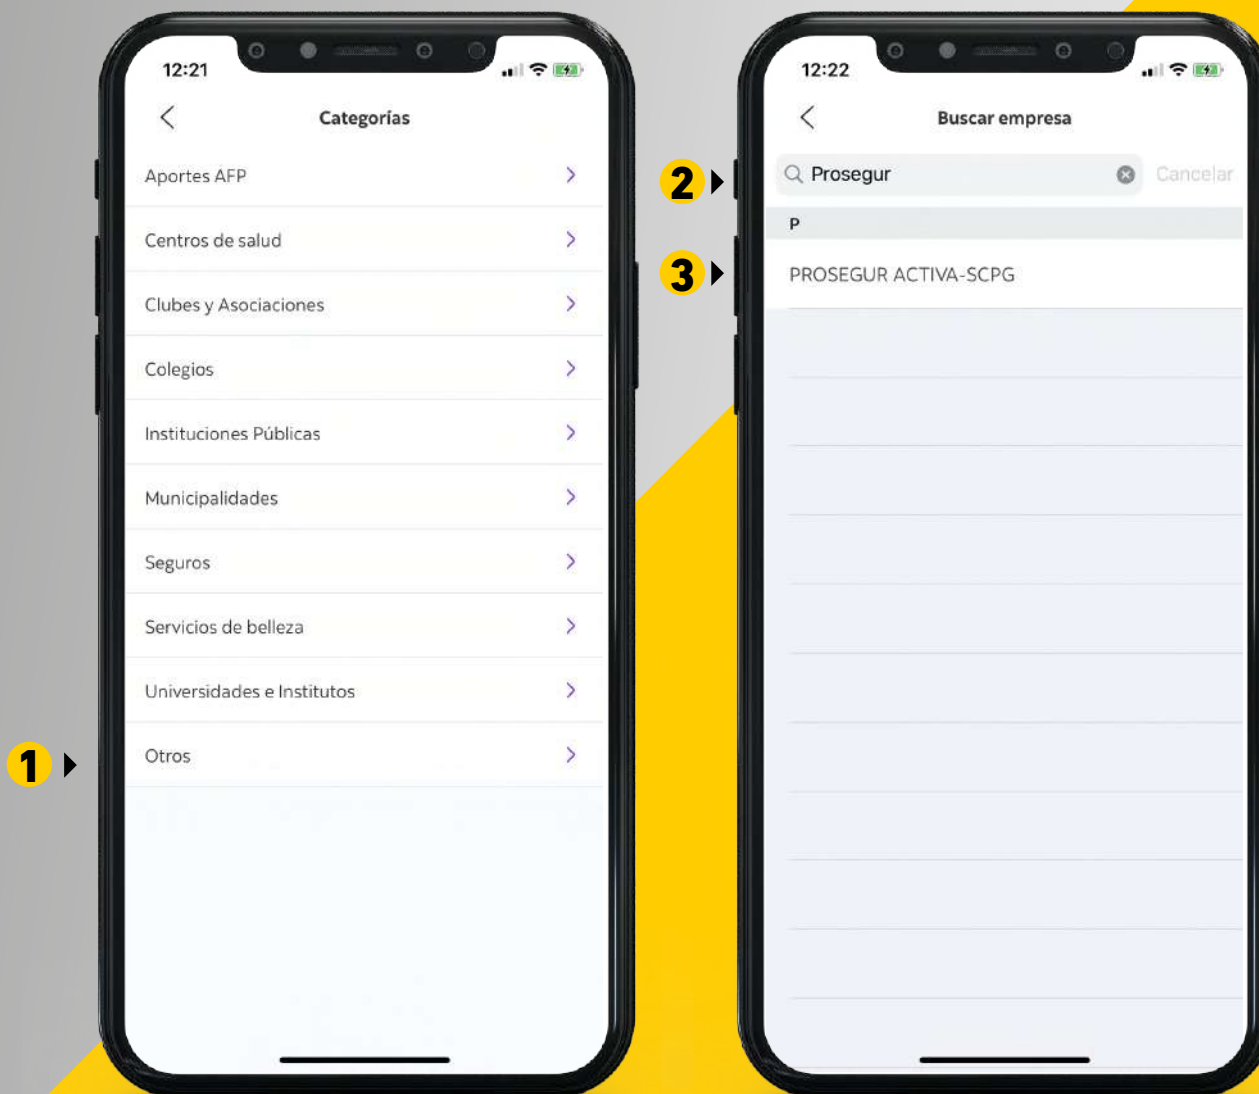 12:21
Categorías
Aportes AFP
Centros de salud
Clubes y Asociaciones
Colegios
Instituciones Públicas
Municipalidades
Seguros
Servicios de belleza
Universidades e Institutos
1
Otros
12:22
Buscar empresa
2
Prosegur
Cancelar
P
3
PROSEGUR ACTIVA-SCPG